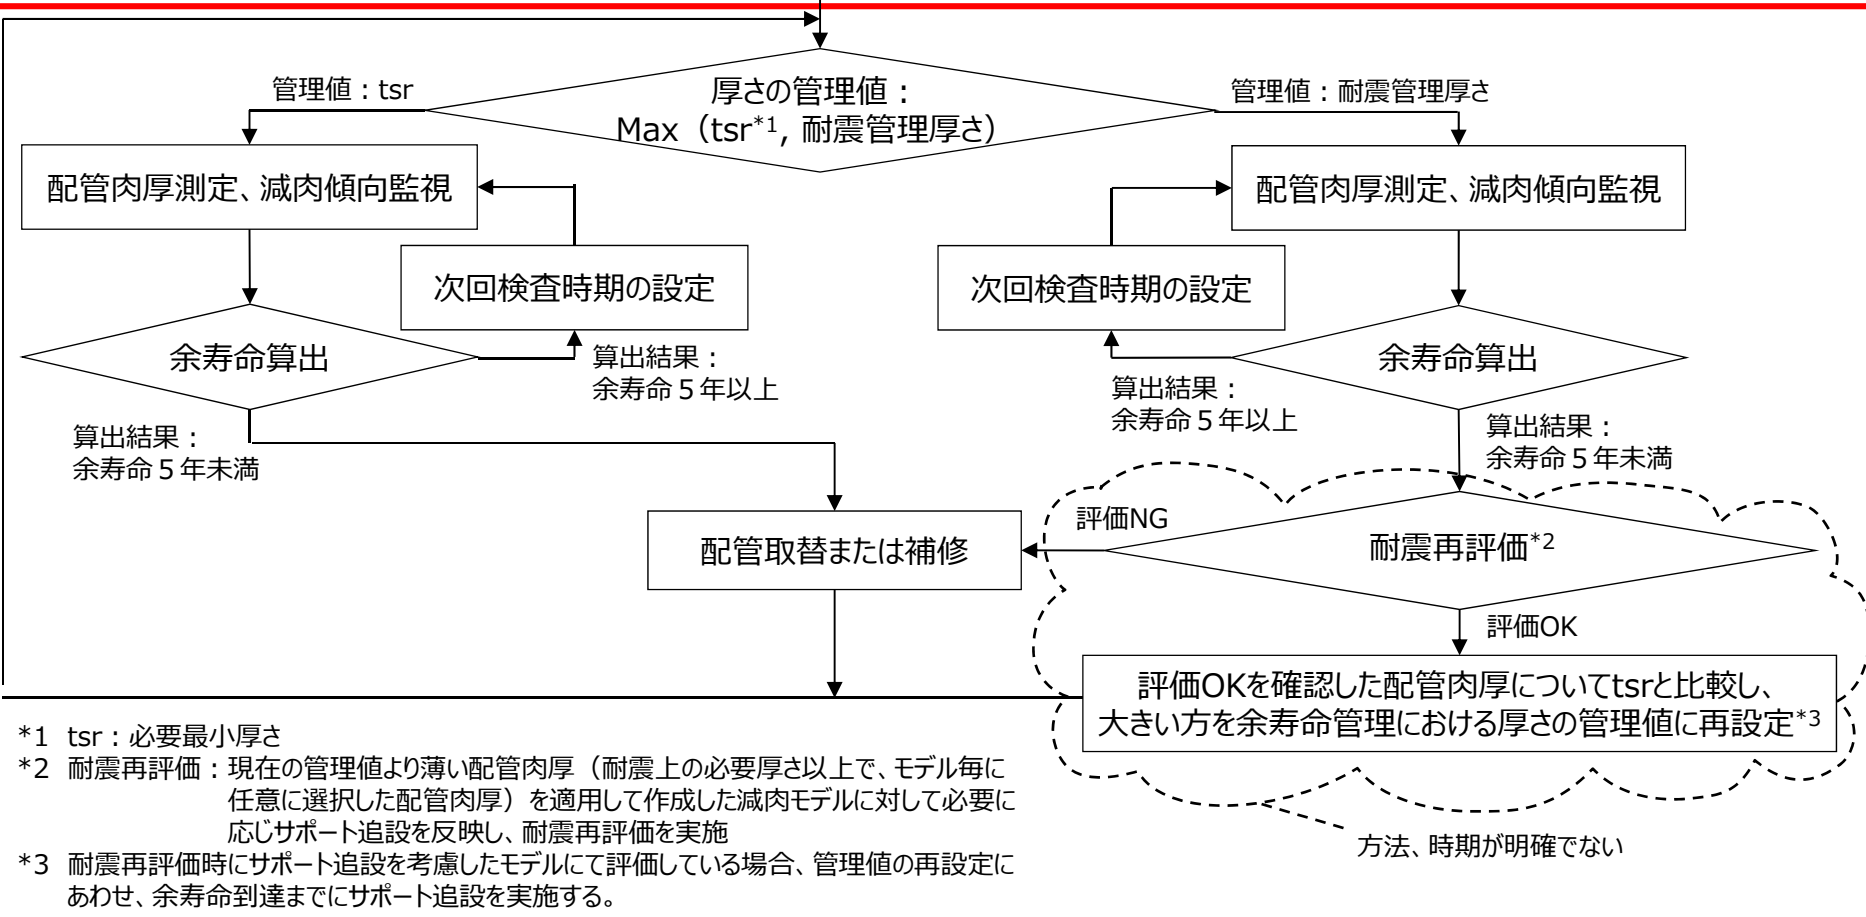 厚さの管理値：
Max（tsr*1, 耐震管理厚さ）
管理値：tsr
管理値：耐震管理厚さ
配管肉厚測定、減肉傾向監視
配管肉厚測定、減肉傾向監視
次回検査時期の設定
次回検査時期の設定
余寿命算出
余寿命算出
算出結果：
余寿命５年以上
算出結果：
余寿命５年以上
算出結果：
余寿命５年未満
算出結果：
余寿命５年未満
配管取替または補修
評価NG
耐震再評価*2
評価OK
評価OKを確認した配管肉厚についてtsrと比較し、
大きい方を余寿命管理における厚さの管理値に再設定*3
*1 tsr：必要最小厚さ
*2 耐震再評価：現在の管理値より薄い配管肉厚（耐震上の必要厚さ以上で、モデル毎に
任意に選択した配管肉厚）を適用して作成した減肉モデルに対して必要に
応じサポート追設を反映し、耐震再評価を実施
*3 耐震再評価時にサポート追設を考慮したモデルにて評価している場合、管理値の再設定に
あわせ、余寿命到達までにサポート追設を実施する。
方法、時期が明確でない